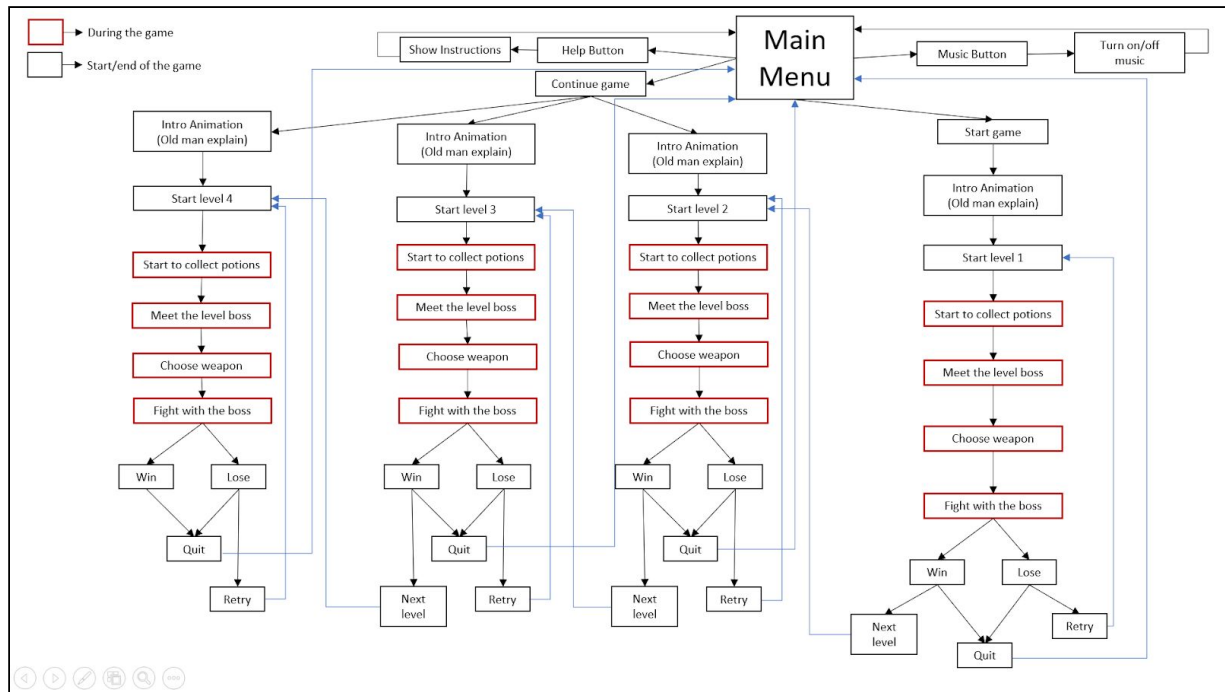 During the game
Start/end of the game
Main
Menu
Show Instructions
Help Button
Music Button
Turn on/off
music
Continue game
Intro Animation
(Old man explain)
Start level 4
Start to collect potions
Meet the level boss
Choose weapon
Fight with the boss
Win
Lose
Quit
Retry
Intro Animation
(Old man explain)
Start level 3
Start to collect potions
Meet the level boss
Choose weapon
Fight with the boss
Win
Lose
Quit
Next
level
Retry
Intro Animation
(Old man explain)
Start level 2
Start to collect potions
Meet the level boss
Choose weapon
Fight with the boss
Win
Lose
Quit
Next
level
Retry
Start game
Intro Animation
(Old man explain)
Start level 1
Start to collect potions
Meet the level boss
Choose weapon
Fight with the boss
Win
Lose
Next
level
Retry
Quit